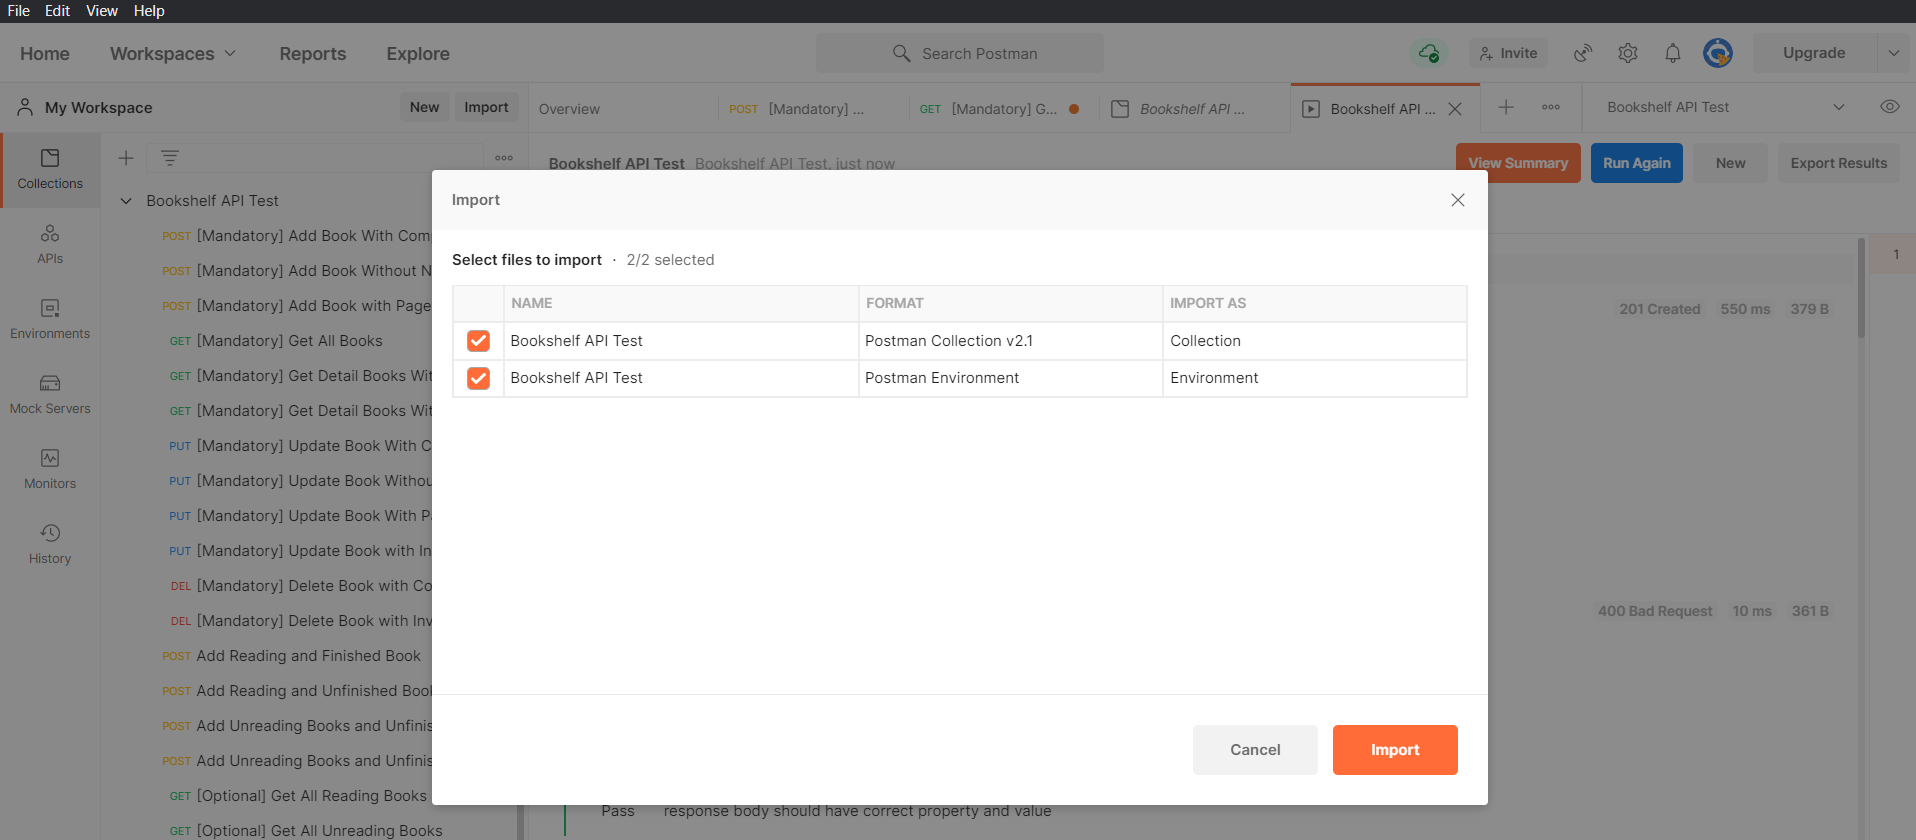 File Edit View Help
Home Workspaces Reports Explore Search Postman Invite Upgrade
My Workspace New Import Overview POST [Mandatory] ... GET [Mandatory] G... Bookshelf API ... Bookshelf API ... Bookshelf API Test
Bookshelf API Test Bookshelf API Test, just now View Summary Run Again New Export Results
Collections
APIs
Environments
Mock Servers
Monitors
History
Bookshelf API Test
POST [Mandatory] Add Book With Com
POST [Mandatory] Add Book Without N
POST [Mandatory] Add Book with Page
GET [Mandatory] Get All Books
GET [Mandatory] Get Detail Books Wit
GET [Mandatory] Get Detail Books Wit
PUT [Mandatory] Update Book With C
PUT [Mandatory] Update Book Withou
PUT [Mandatory] Update Book With P
PUT [Mandatory] Update Book with In
DEL [Mandatory] Delete Book with Co
DEL [Mandatory] Delete Book with Inv
POST Add Reading and Finished Book
POST Add Reading and Unfinished Boo
POST Add Unreading Books and Unfinis
POST Add Unreading Books and Unfinis
GET [Optional] Get All Reading Books
GET [Optional] Get All Unreading Books
Import
Select files to import · 2/2 selected
NAME FORMAT IMPORT AS
Bookshelf API Test Postman Collection v2.1 Collection
Bookshelf API Test Postman Environment Environment
Cancel Import
1
201 Created 550 ms 379 B
400 Bad Request 10 ms 361 B
Pass response body should have correct property and value